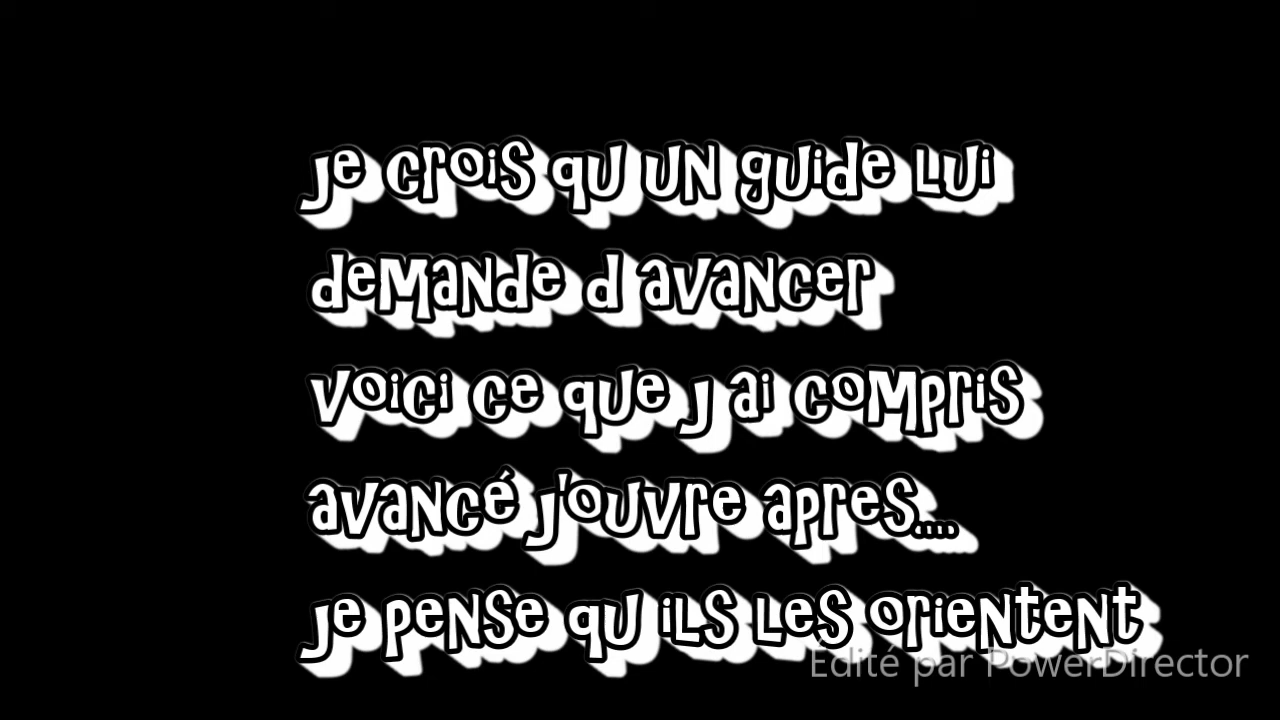 je crois qu un guide lui
demande d avancer
voici ce que j ai compris
avancé j'ouvre apres....
je pense qu ils les orientent
Édité par PowerDirector